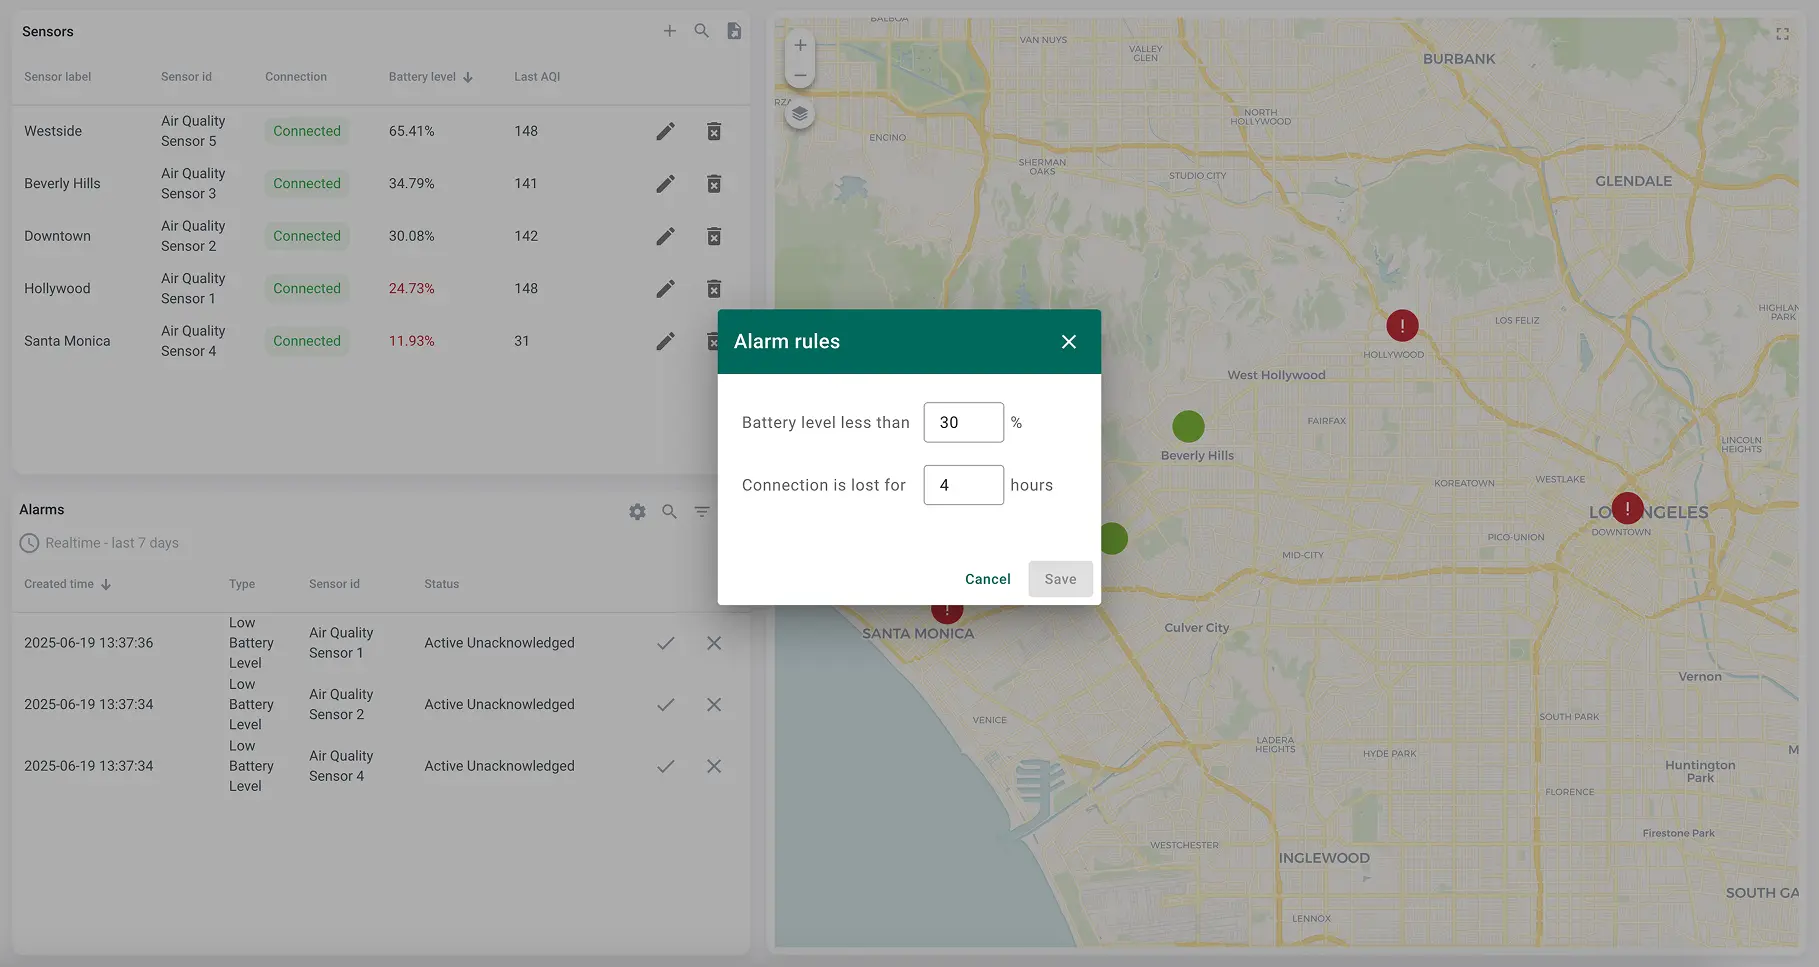 Sensors
Sensor label Sensor id Connection Battery level Last AQI
Westside Air Quality Sensor 5 Connected 65.41% 148
Beverly Hills Air Quality Sensor 3 Connected 34.79% 141
Downtown Air Quality Sensor 2 Connected 30.08% 142
Hollywood Air Quality Sensor 1 Connected 24.73% 148
Santa Monica Air Quality Sensor 4 Connected 11.93% 31
Alarms
Realtime - last 7 days
Created time Type Sensor id Status
2025-06-19 13:37:36 Low Battery Level Air Quality Sensor 1 Active Unacknowledged
2025-06-19 13:37:34 Low Battery Level Air Quality Sensor 2 Active Unacknowledged
2025-06-19 13:37:34 Low Battery Level Air Quality Sensor 4 Active Unacknowledged
Alarm rules
Battery level less than 30 %
Connection is lost for 4 hours
Cancel Save
BALBOA
VAN NUYS
VALLEY
GLEN
BURBANK
NORTH
HOLLYWOOD
ENCINO
SHERMAN
OAKS
STUDIO CITY
GLENDALE
HIGHLAN
PARK
LOS FELIZ
HOLLYWOOD
West Hollywood
FAIRFAX
LINCOLN
HEIGHTS
Beverly Hills
KOREATOWN
WESTLAKE
DOWNTOWN
PICO-UNION
MID-CITY
SANTA MONICA
Culver City
Vernon
VENICE
SOUTH PARK
LADERA
HEIGHTS
HYDE PARK
Huntington
Park
FLORENCE
Firestone Park
WESTCHESTER
INGLEWOOD
SOUTH GA
LENNOX